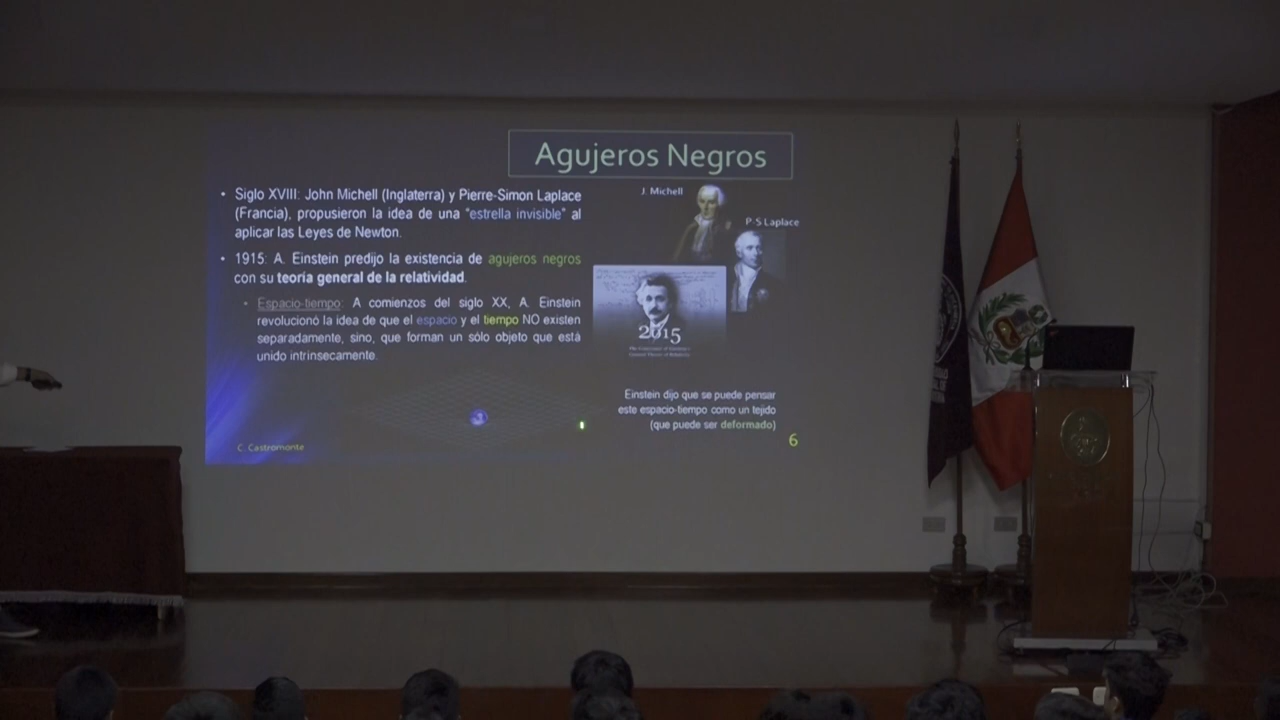 Agujeros Negros
• Siglo XVIII: John Michell (Inglaterra) y Pierre-Simon Laplace
(Francia), propusieron la idea de una "estrella invisible" al
aplicar las Leyes de Newton.
• 1915: A. Einstein predijo la existencia de agujeros negros
con su teoría general de la relatividad.
• Espacio-tiempo: A comienzos del siglo XX, A. Einstein
revolucionó la idea de que el espacio y el tiempo NO existen
separadamente, sino, que forman un sólo objeto que está
unido intrinsecamente.
J. Michell
P-S Laplace
2015
Einstein dijo que se puede pensar
este espacio-tiempo como un tejido
(que puede ser deformado)
C. Castromonte
6